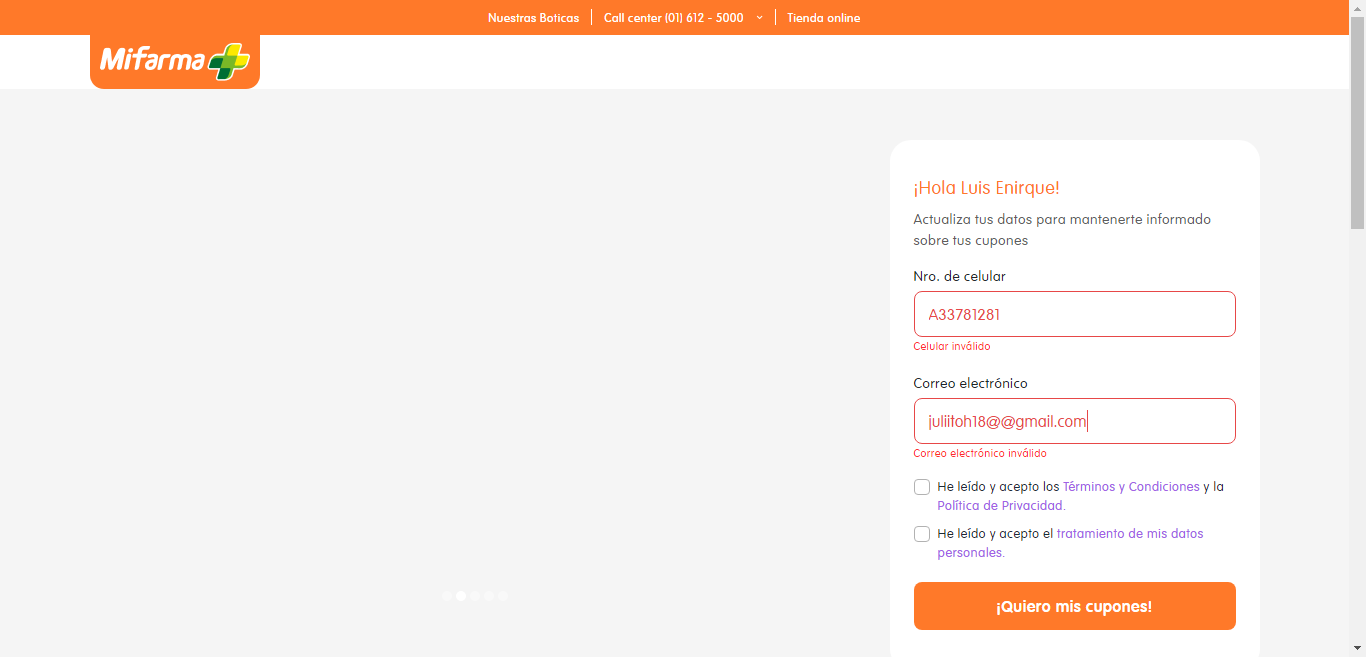 Nuestras Boticas
Call center (01) 612 - 5000
Tienda online
Mifarma
¡Hola Luis Enirque!
Actualiza tus datos para mantenerte informado
sobre tus cupones
Nro. de celular
A33781281
Celular inválido
Correo electrónico
juliitoh18@@gmail.com
Correo electrónico inválido
He leído y acepto los Términos y Condiciones y la
Política de Privacidad.
He leído y acepto el tratamiento de mis datos
personales.
¡Quiero mis cupones!